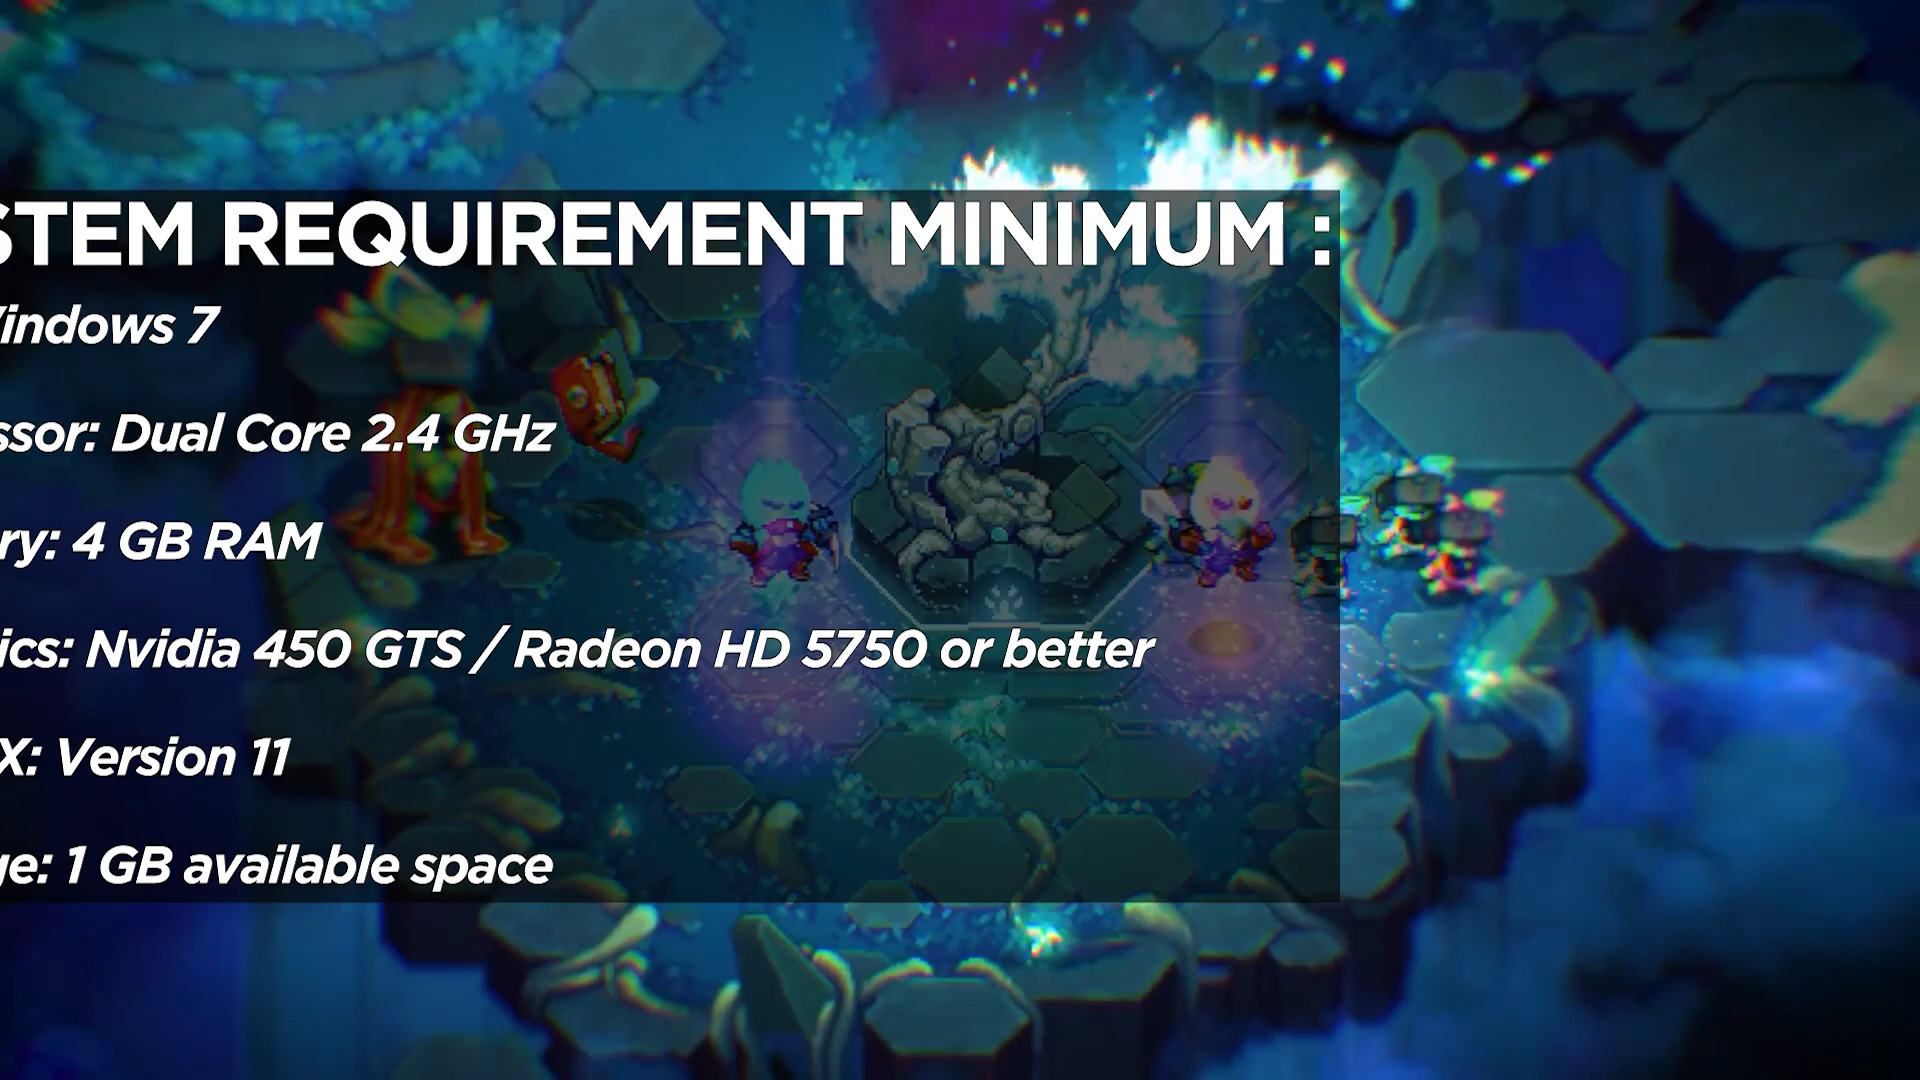 STEM REQUIREMENT MINIMUM :
indows 7
ssor: Dual Core 2.4 GHz
ry: 4 GB RAM
ics: Nvidia 450 GTS / Radeon HD 5750 or better
X: Version 11
ge: 1 GB available space